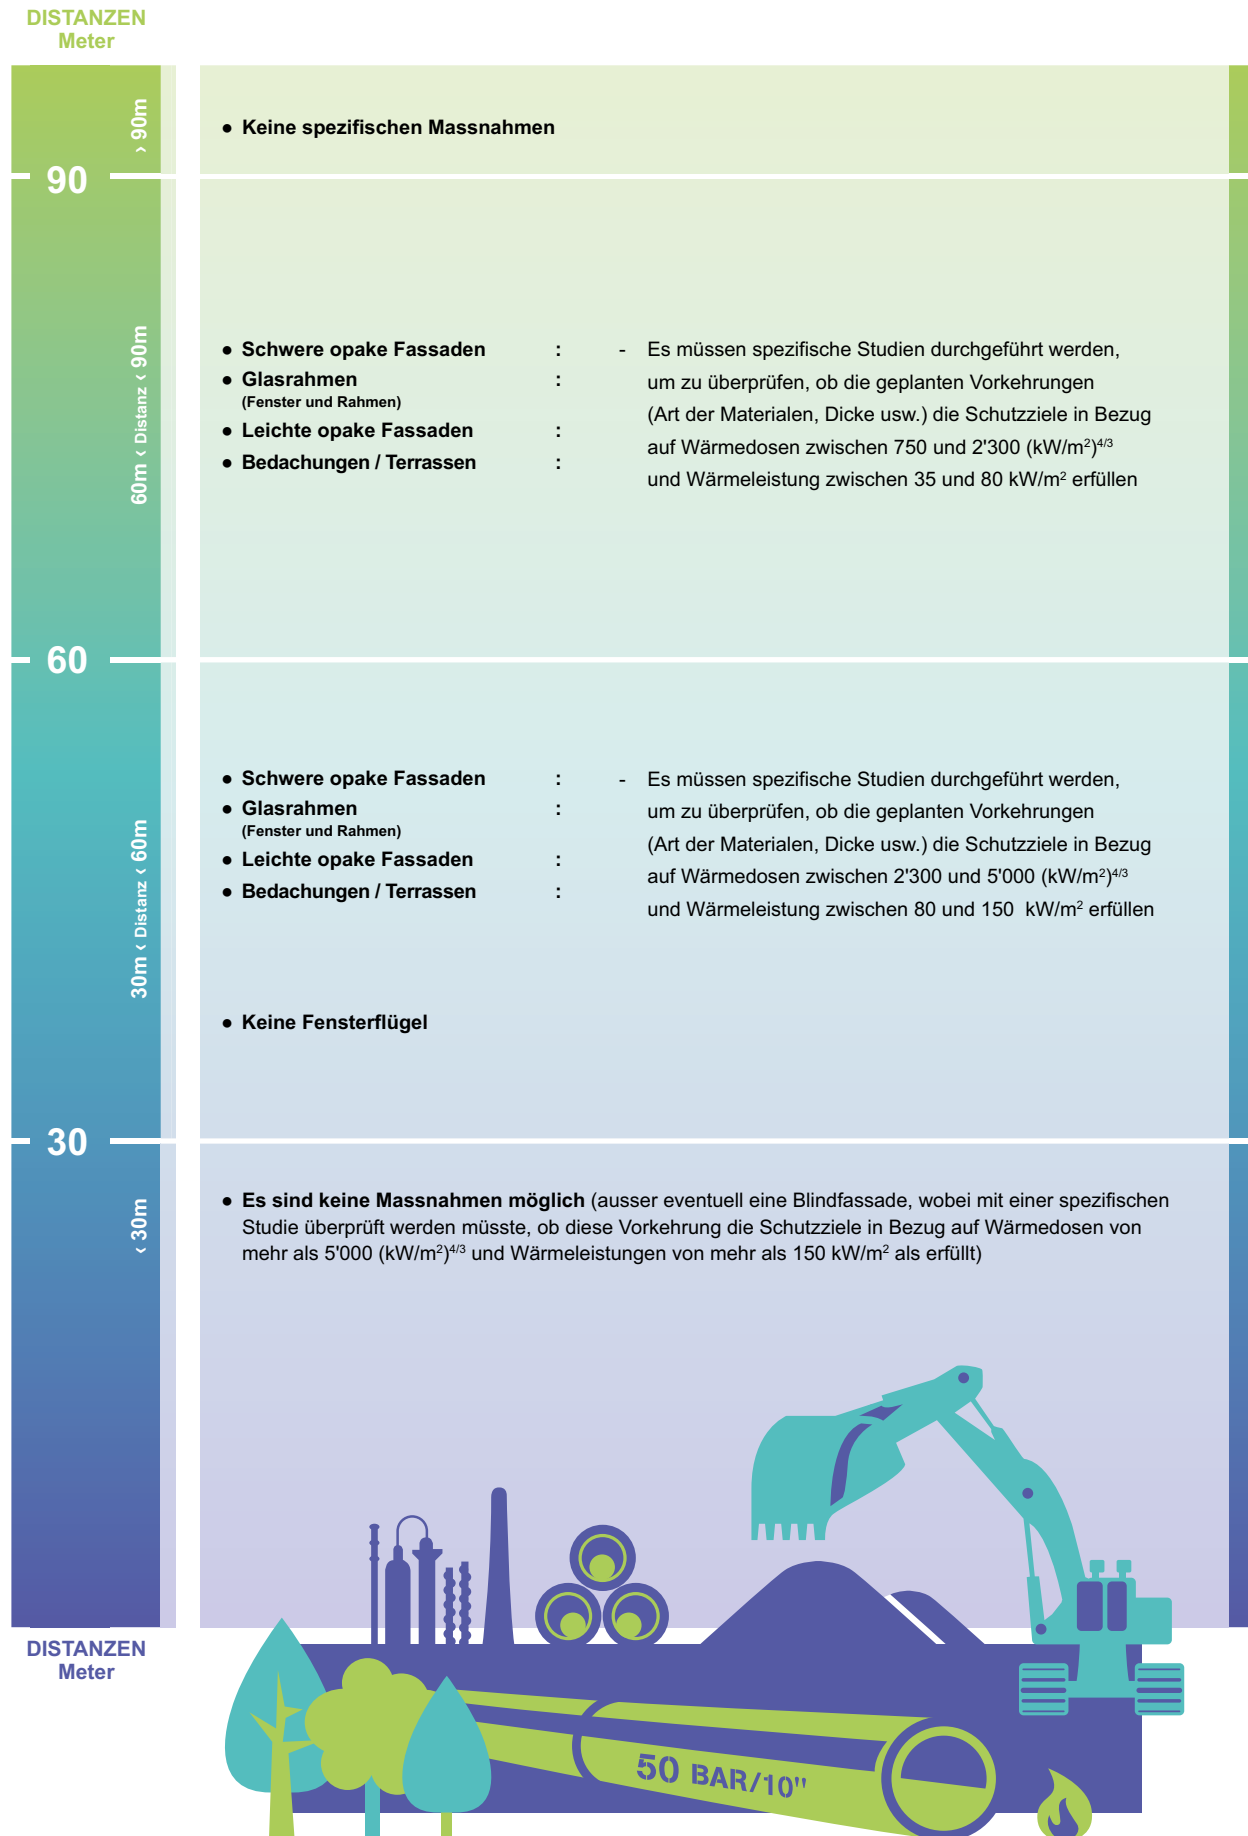 DISTANZEN
Meter
› 90m
● Keine spezifischen Massnahmen
90
60m ‹ Distanz ‹ 90m
● Schwere opake Fassaden : - Es müssen spezifische Studien durchgeführt werden,
● Glasrahmen : um zu überprüfen, ob die geplanten Vorkehrungen
(Fenster und Rahmen)
(Art der Materialen, Dicke usw.) die Schutzziele in Bezug
● Leichte opake Fassaden : auf Wärmedosen zwischen 750 und 2'300 (kW/m²)⁴ᐟ³
● Bedachungen / Terrassen : und Wärmeleistung zwischen 35 und 80 kW/m² erfüllen
60
30m ‹ Distanz ‹ 60m
● Schwere opake Fassaden : - Es müssen spezifische Studien durchgeführt werden,
● Glasrahmen : um zu überprüfen, ob die geplanten Vorkehrungen
(Fenster und Rahmen)
(Art der Materialen, Dicke usw.) die Schutzziele in Bezug
● Leichte opake Fassaden : auf Wärmedosen zwischen 2'300 und 5'000 (kW/m²)⁴ᐟ³
● Bedachungen / Terrassen : und Wärmeleistung zwischen 80 und 150 kW/m² erfüllen
● Keine Fensterflügel
30
‹ 30m
● Es sind keine Massnahmen möglich (ausser eventuell eine Blindfassade, wobei mit einer spezifischen
Studie überprüft werden müsste, ob diese Vorkehrung die Schutzziele in Bezug auf Wärmedosen von
mehr als 5'000 (kW/m²)⁴ᐟ³ und Wärmeleistungen von mehr als 150 kW/m² als erfüllt)
DISTANZEN
Meter
50 BAR/10"